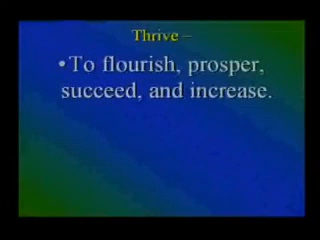 Thrive –
•To flourish, prosper,
succeed, and increase.